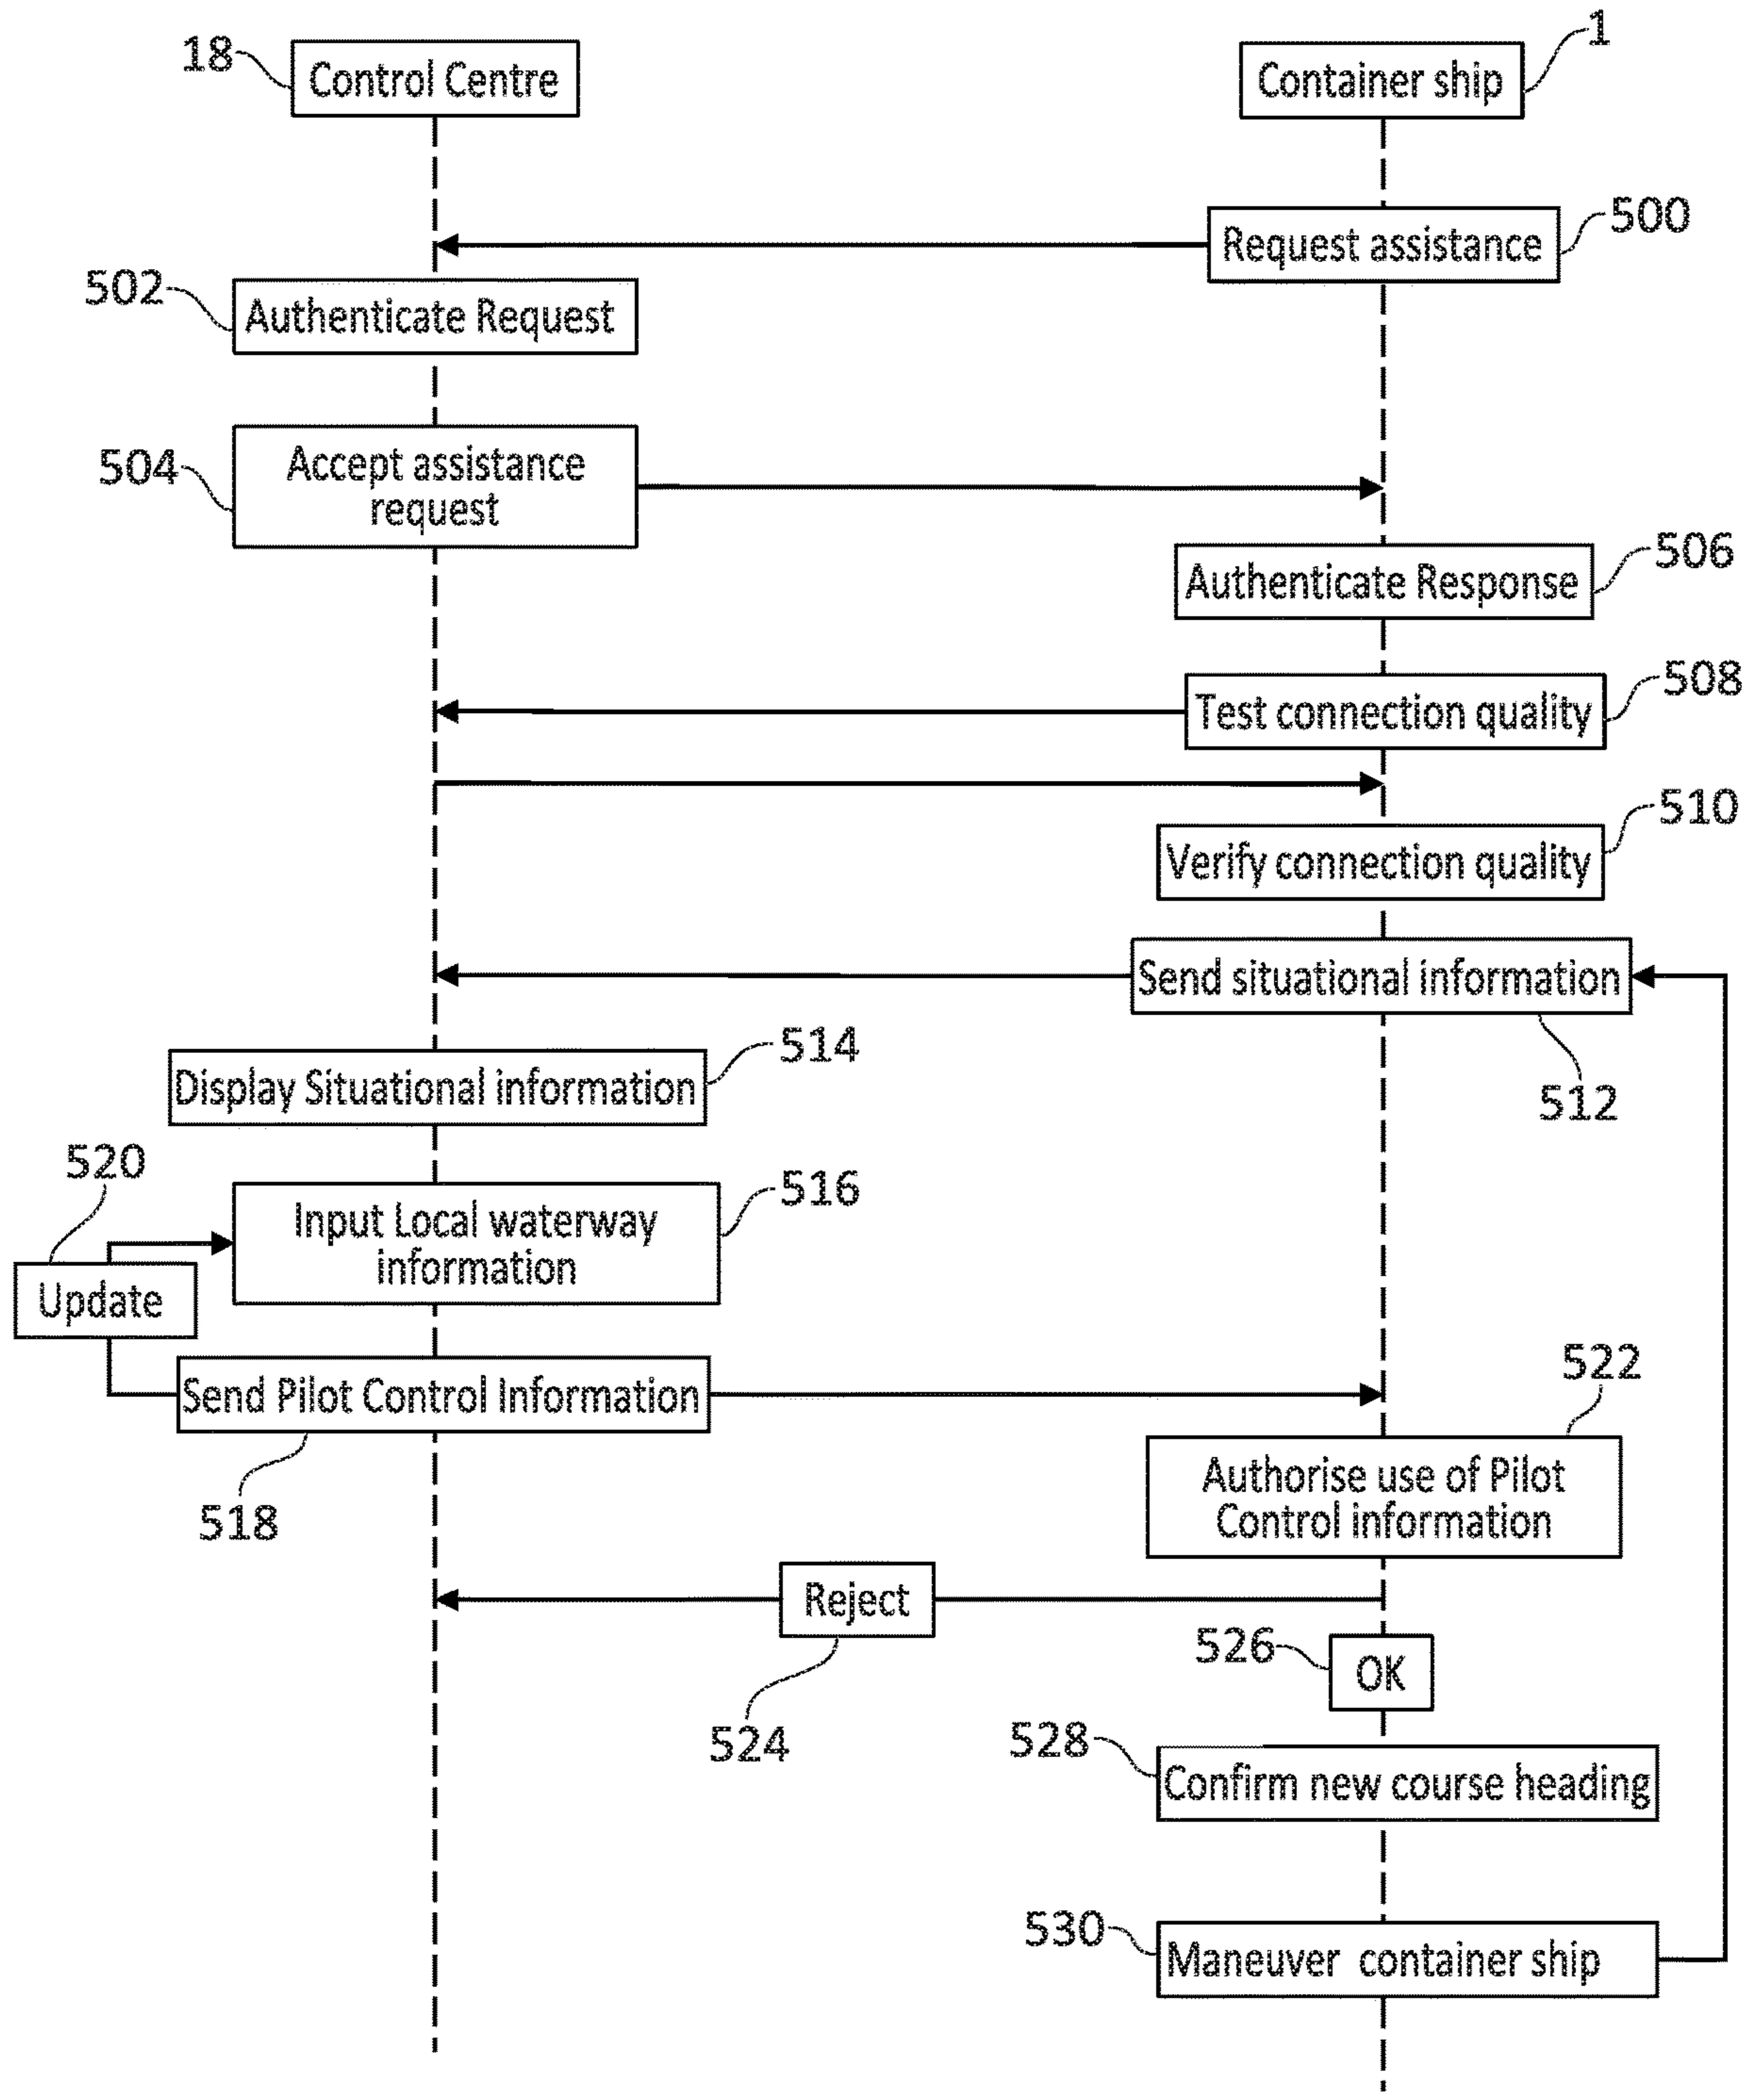 18
Control Centre
Container ship
1
Request assistance
500
502
Authenticate Request
504
Accept assistance
request
506
Authenticate Response
508
Test connection quality
510
Verify connection quality
Send situational information
512
514
Display Situational information
520
516
Input Local waterway
information
Update
Send Pilot Control Information
518
522
Authorise use of Pilot
Control information
Reject
524
526
OK
528
Confirm new course heading
530
Maneuver container ship